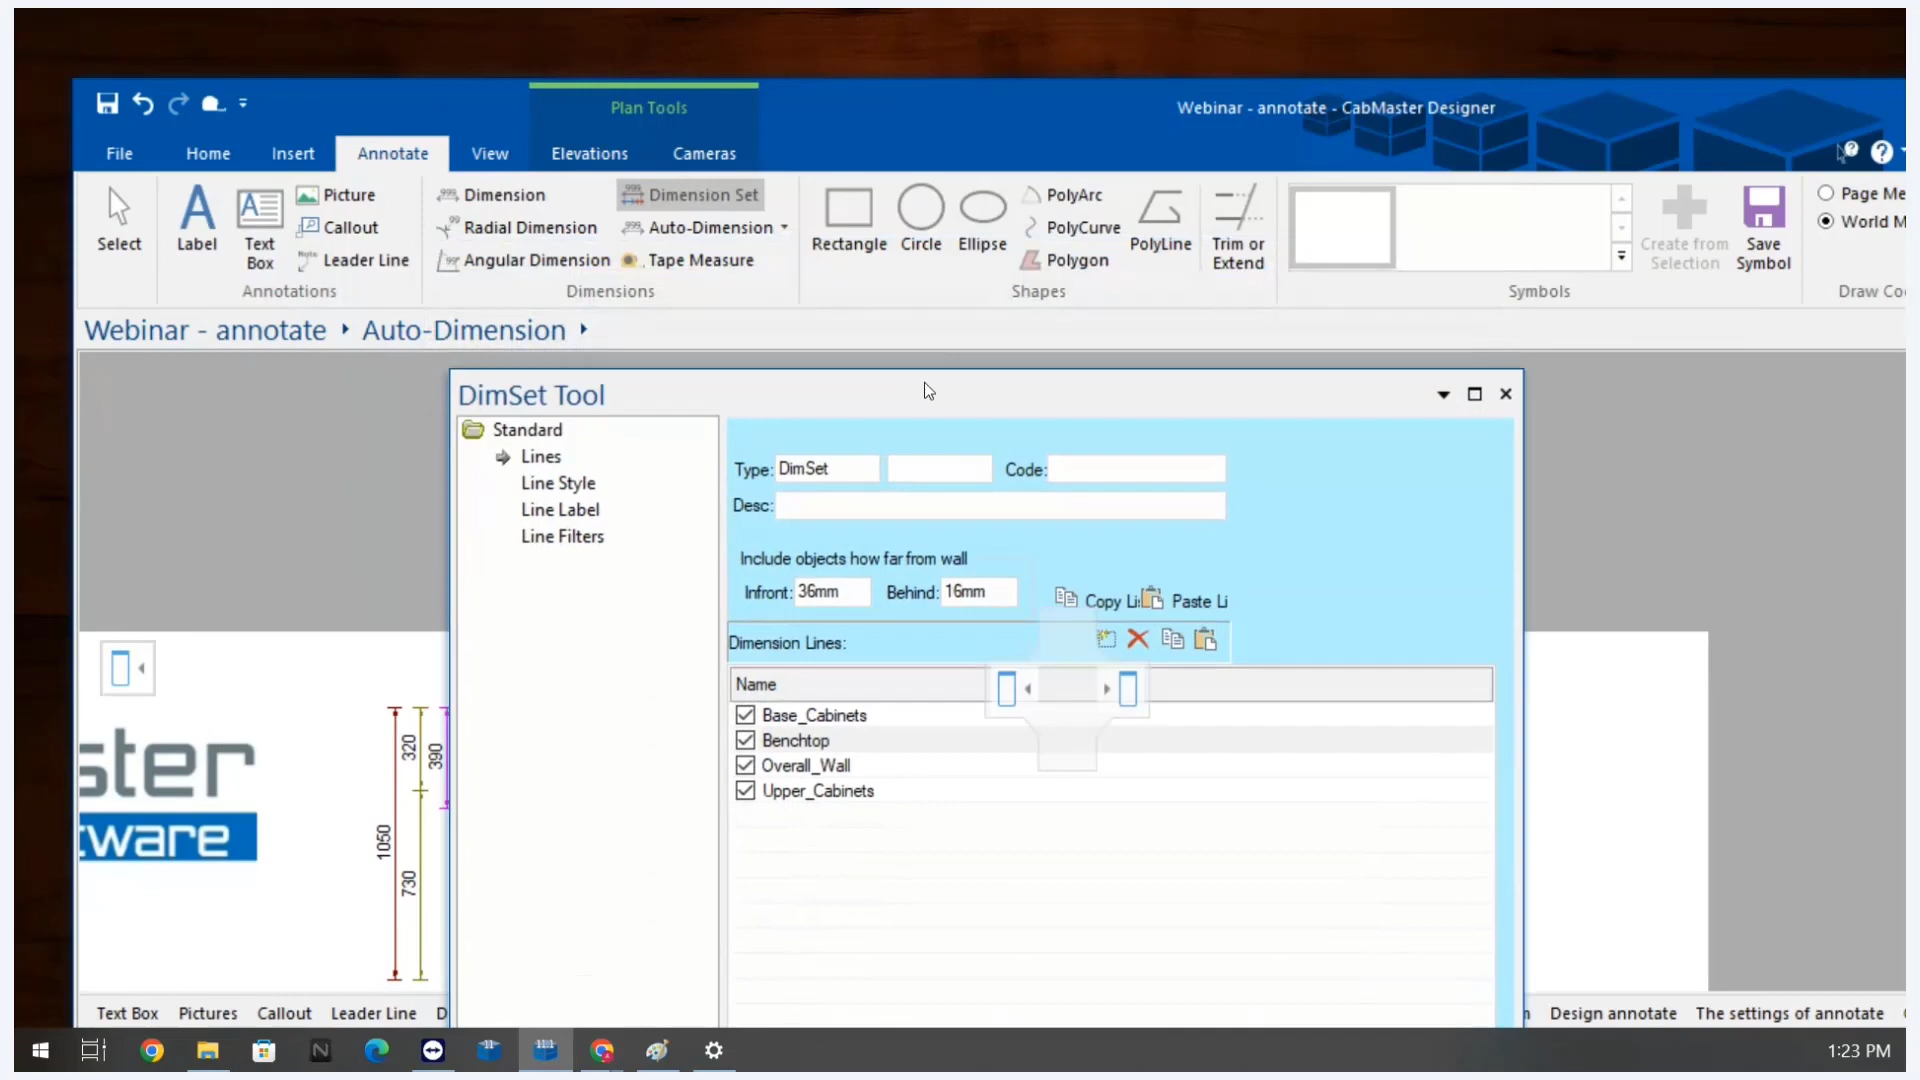 Plan Tools
Webinar - annotate - CabMaster Designer
File
Home
Insert
Annotate
View
Elevations
Cameras
Select
Label
Text
Box
Picture
Callout
Leader Line
Annotations
Dimension
Radial Dimension
Angular Dimension
Dimension Set
Auto-Dimension
Tape Measure
Dimensions
Rectangle
Circle
Ellipse
PolyArc
PolyCurve
Polygon
PolyLine
Trim or
Extend
Shapes
Create from
Selection
Save
Symbol
Symbols
Page Me
World M
Draw Co
Webinar - annotate
Auto-Dimension
DimSet Tool
Standard
Lines
Line Style
Line Label
Line Filters
Type: DimSet
Code:
Desc:
Include objects how far from wall
Infront: 36mm
Behind: 16mm
Copy Li
Paste Li
Dimension Lines:
Name
Base_Cabinets
Benchtop
Overall_Wall
Upper_Cabinets
ster
tware
320
390
1050
730
Text Box
Pictures
Callout
Leader Line
D
Design annotate
The settings of annotate
1:23 PM